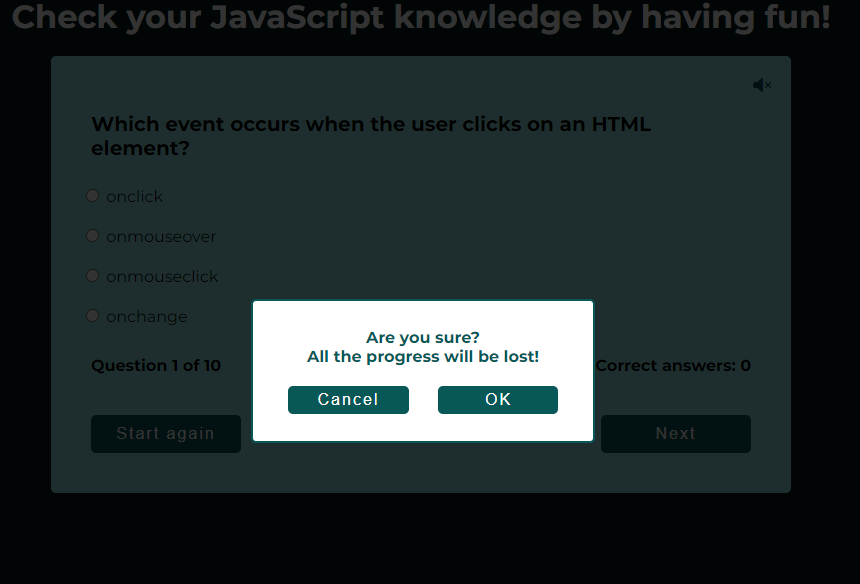 Check your JavaScript knowledge by having fun!
Which event occurs when the user clicks on an HTML
element?
onclick
onmouseover
onmouseclick
onchange
Are you sure?
All the progress will be lost!
Cancel OK
Question 1 of 10 Correct answers: 0
Start again Next